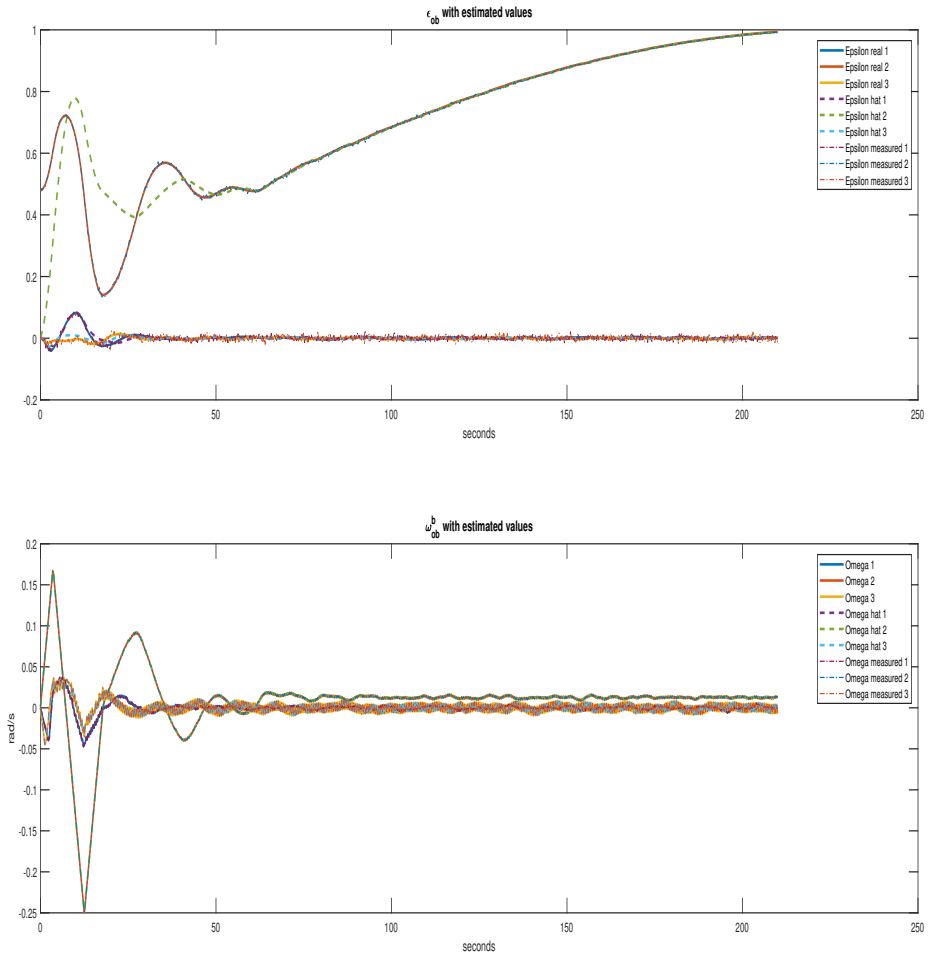 ϵob with estimated values
1
0.8
0.6
0.4
0.2
0
-0.2
0
50
100
150
200
250
seconds
Epsilon real 1
Epsilon real 2
Epsilon real 3
Epsilon hat 1
Epsilon hat 2
Epsilon hat 3
Epsilon measured 1
Epsilon measured 2
Epsilon measured 3
ωᵇob with estimated values
rad/s
0.2
0.15
0.1
0.05
0
-0.05
-0.1
-0.15
-0.2
-0.25
0
50
100
150
200
250
seconds
Omega 1
Omega 2
Omega 3
Omega hat 1
Omega hat 2
Omega hat 3
Omega measured 1
Omega measured 2
Omega measured 3